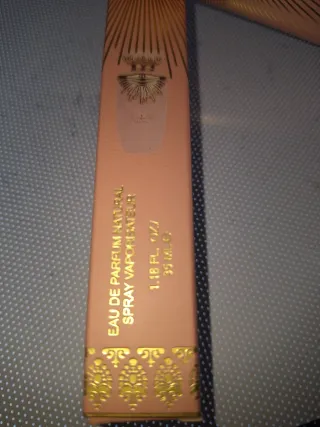 EAU DE PARFUM NATURAL
SPRAY VAPORISATEUR
1.18 FL. OZ/
35 ML ℮